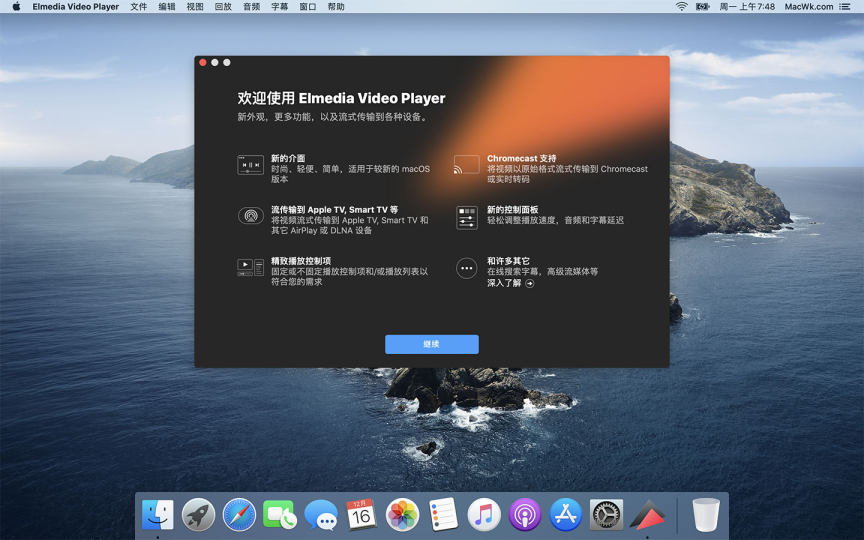 Elmedia Video Player 文件 编辑 视图 回放 音频 字幕 窗口 帮助
周一 上午7:48 MacWk.com
欢迎使用 Elmedia Video Player
新外观，更多功能，以及流式传输到各种设备。
新的介面
时尚、轻便、简单，适用于较新的 macOS
版本
Chromecast 支持
将视频以原始格式流式传输到 Chromecast
或实时转码
流传输到 Apple TV, Smart TV 等
将视频流式传输到 Apple TV, Smart TV 和
其它 AirPlay 或 DLNA 设备
新的控制面板
轻松调整播放速度，音频和字幕延迟
精致播放控制项
固定或不固定播放控制项和/或播放列表以
符合您的需求
和许多其它
在线搜索字幕，高级流媒体等
深入了解
继续
12月
16